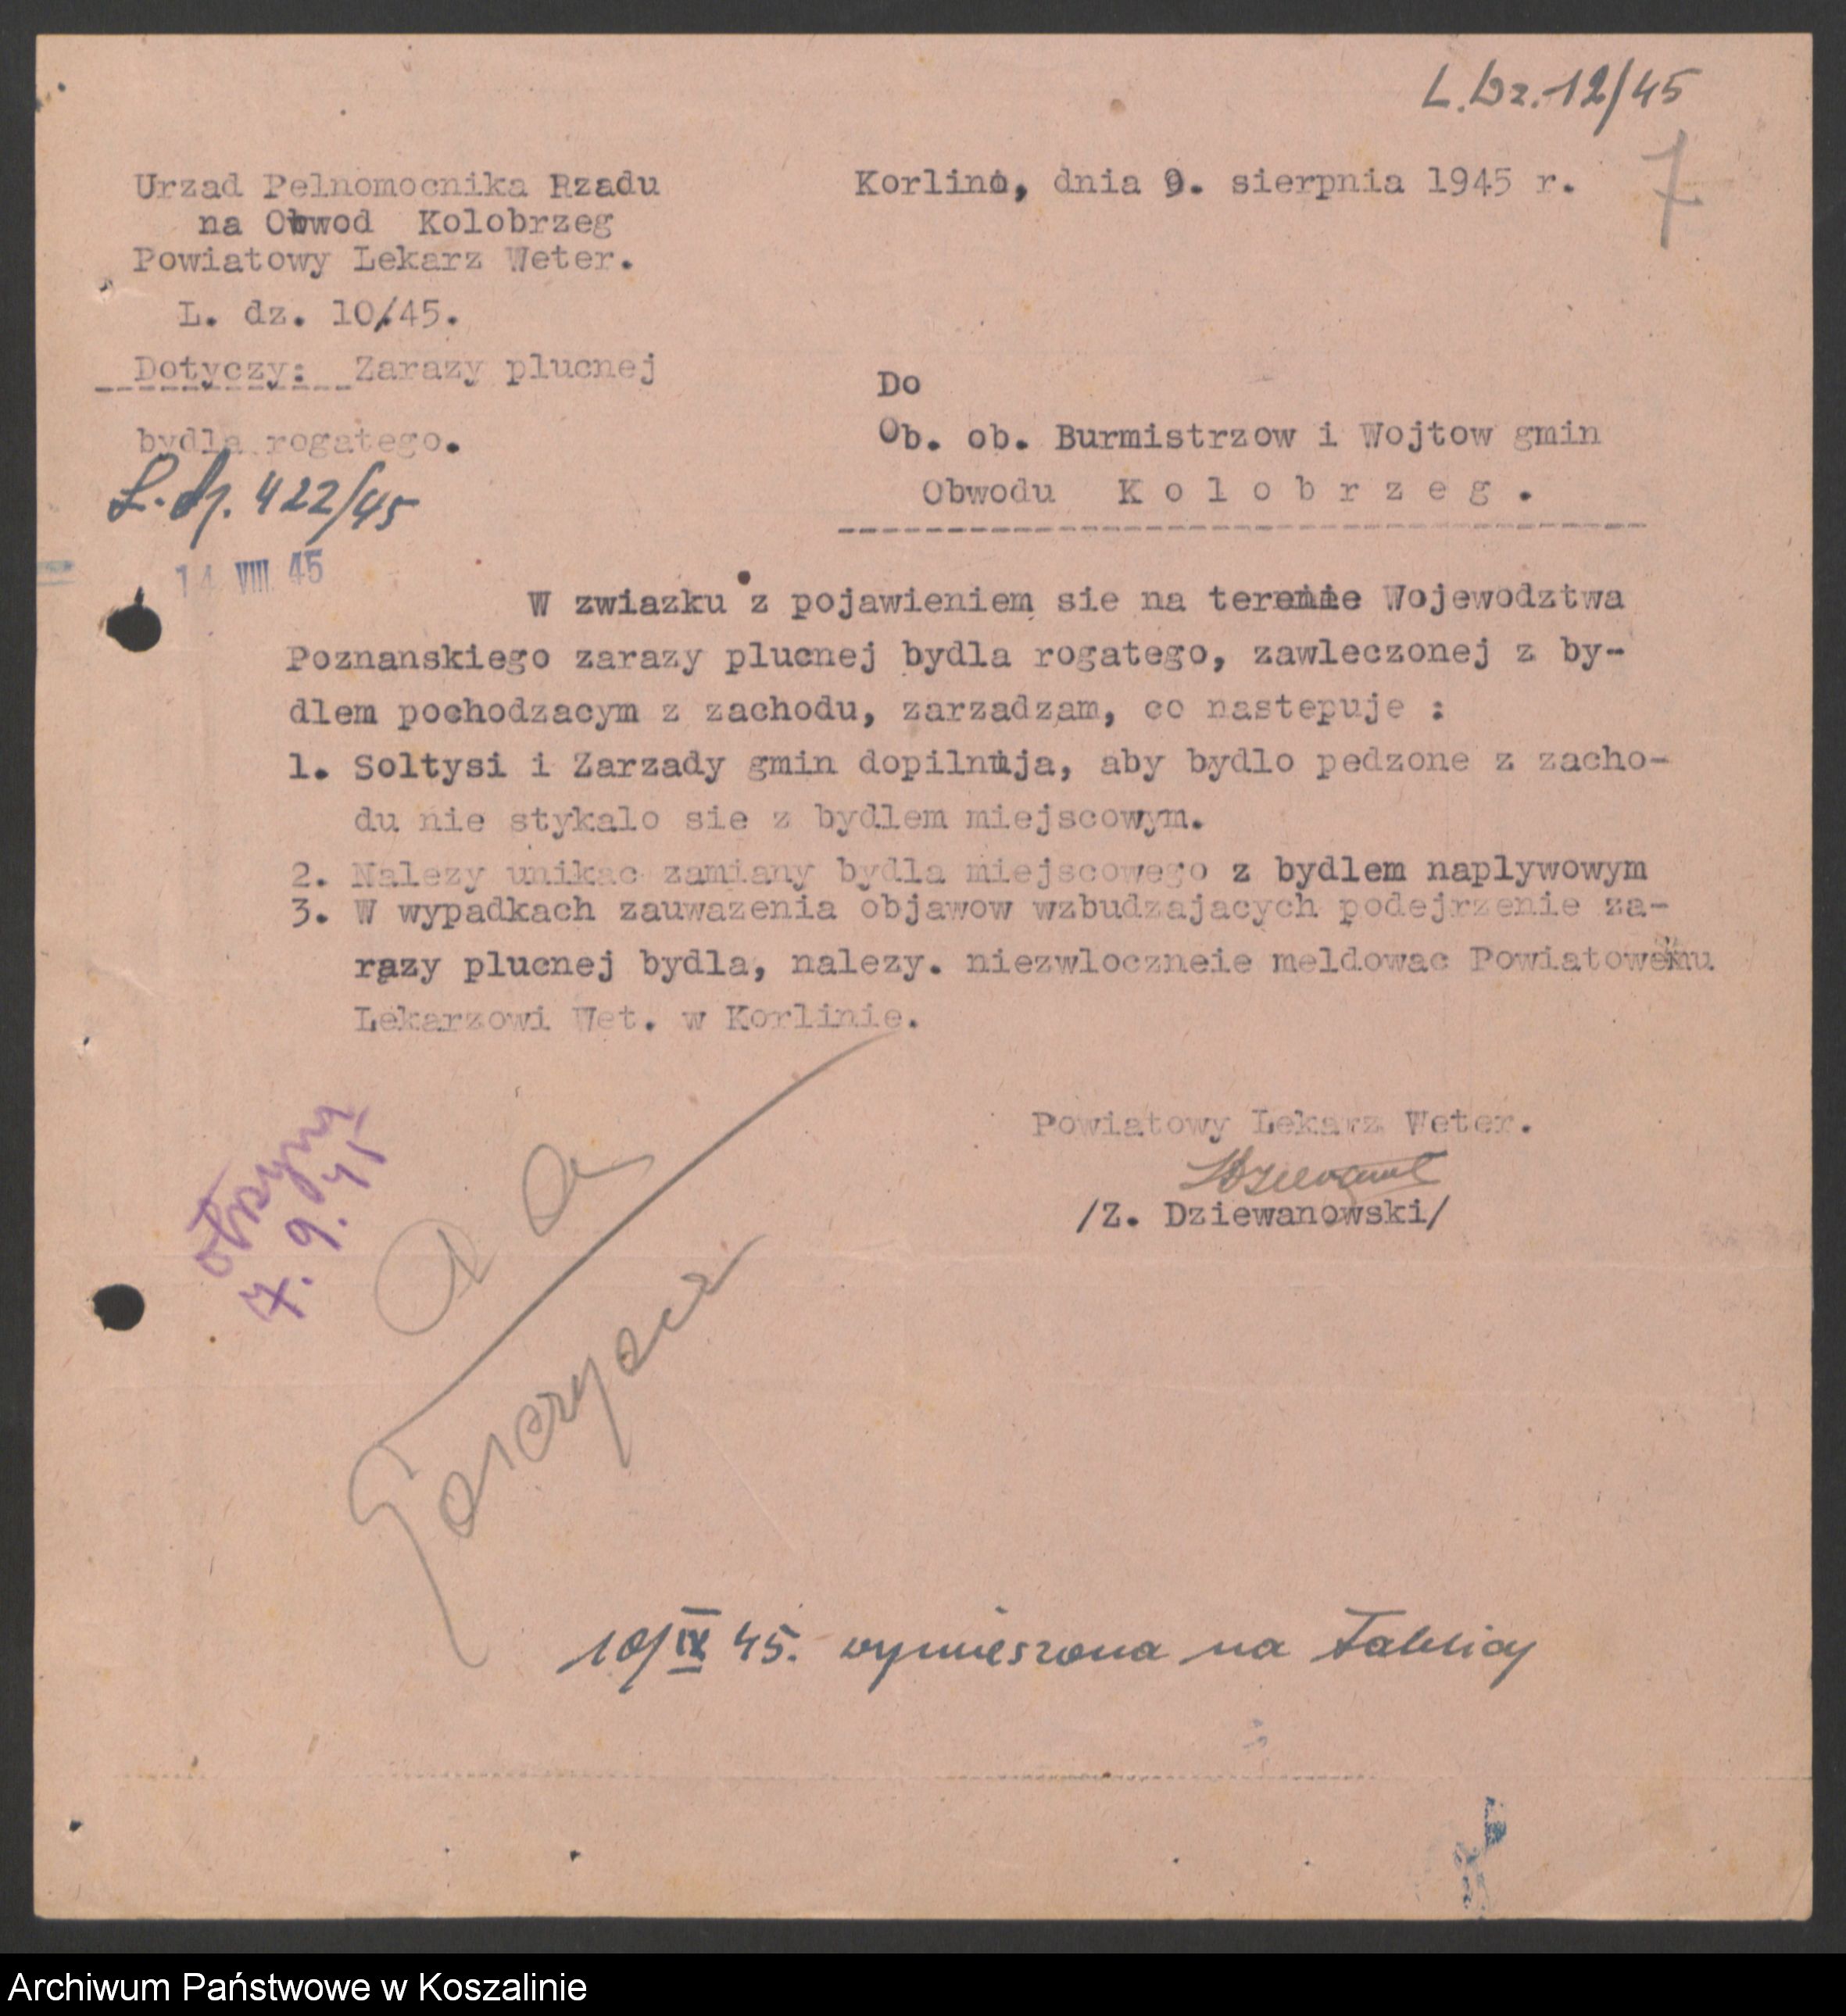 L.Dz.12/45
7
Urzad Pelnomocnika Rzadu
na Obwod Kolobrzeg
Powiatowy Lekarz Weter.
L. dz. 10/45.
Dotyczy: Zarazy plucnej
bydla rogatego.
L.dz. 422/45
14 VIII 45
Korlino, dnia 9. sierpnia 1945 r.
Do
Ob. ob. Burmistrzow i Wojtow gmin
Obwodu K o l o b r z e g .
W zwiazku z pojawieniem sie na terenie Wojewodztwa
Poznanskiego zarazy plucnej bydla rogatego, zawleczonej z by-
dlem pochodzacym z zachodu, zarzadzam, co nastepuje :
1. Soltysi i Zarzady gmin dopilnuja, aby bydlo pedzone z zacho-
du nie stykalo sie z bydlem miejscowym.
2. Nalezy unikac zamiany bydla miejscowego z bydlem naplywowym
3. W wypadkach zauwazenia objawow wzbudzajacych podejrzenie za-
razy plucnej bydla, nalezy. niezwloczneie meldowac Powiatowemu
Lekarzowi Wet. w Korlinie.
Powiatowy Lekarz Weter.
/Z. Dziewanowski/
7. 9. 45
a a
10/IX 45. wymieszona na tablicy
Archiwum Państwowe w Koszalinie